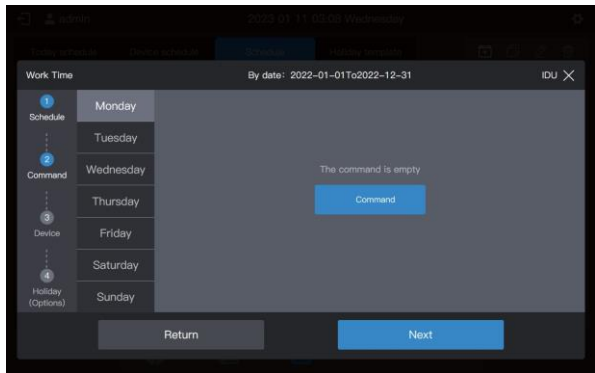 admin
2023-01-11 03:03 Wednesday
Today schedule Device schedule Schedule Holiday template
Work Time
By date: 2022-01-01To2022-12-31
IDU
1
Schedule
2
Command
3
Device
4
Holiday
(Options)
Monday
Tuesday
Wednesday
Thursday
Friday
Saturday
Sunday
The command is empty
Command
Return
Next